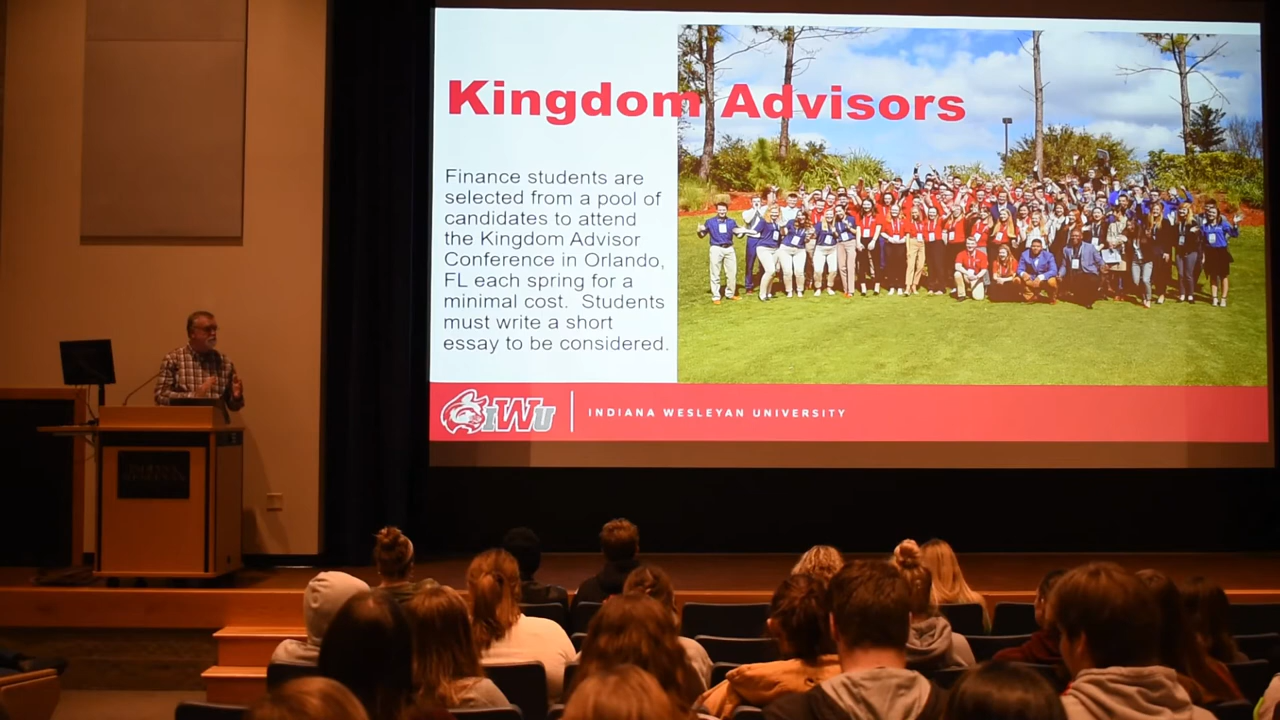 Kingdom Advisors
Finance students are
selected from a pool of
candidates to attend
the Kingdom Advisor
Conference in Orlando,
FL each spring for a
minimal cost.  Students
must write a short
essay to be considered.
IWU
INDIANA WESLEYAN UNIVERSITY